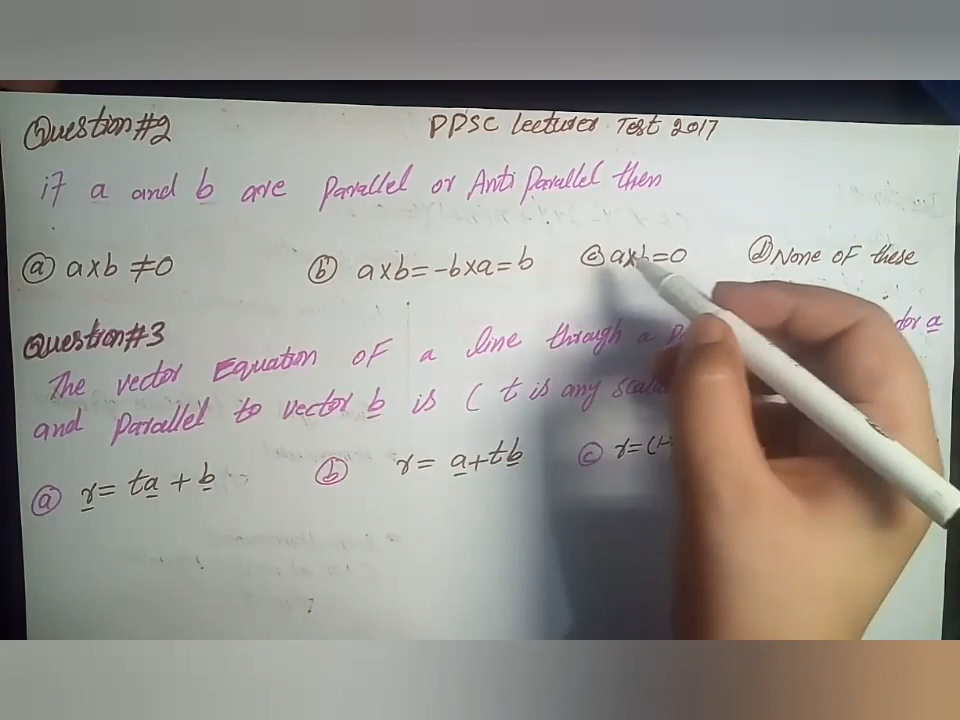 Question#2 PPSC Lecturer Test 2017
if a and b are Parallel or Anti Parallel then
(a) a×b ≠0 (b) a×b=-b×a=b (c) a×b=0 (d) None OF these
Question#3
The vector Equation OF a line through a a
and Parallel to vector b is ( t is any
(a) r= ta + b (b) r= a+tb (c) r=(